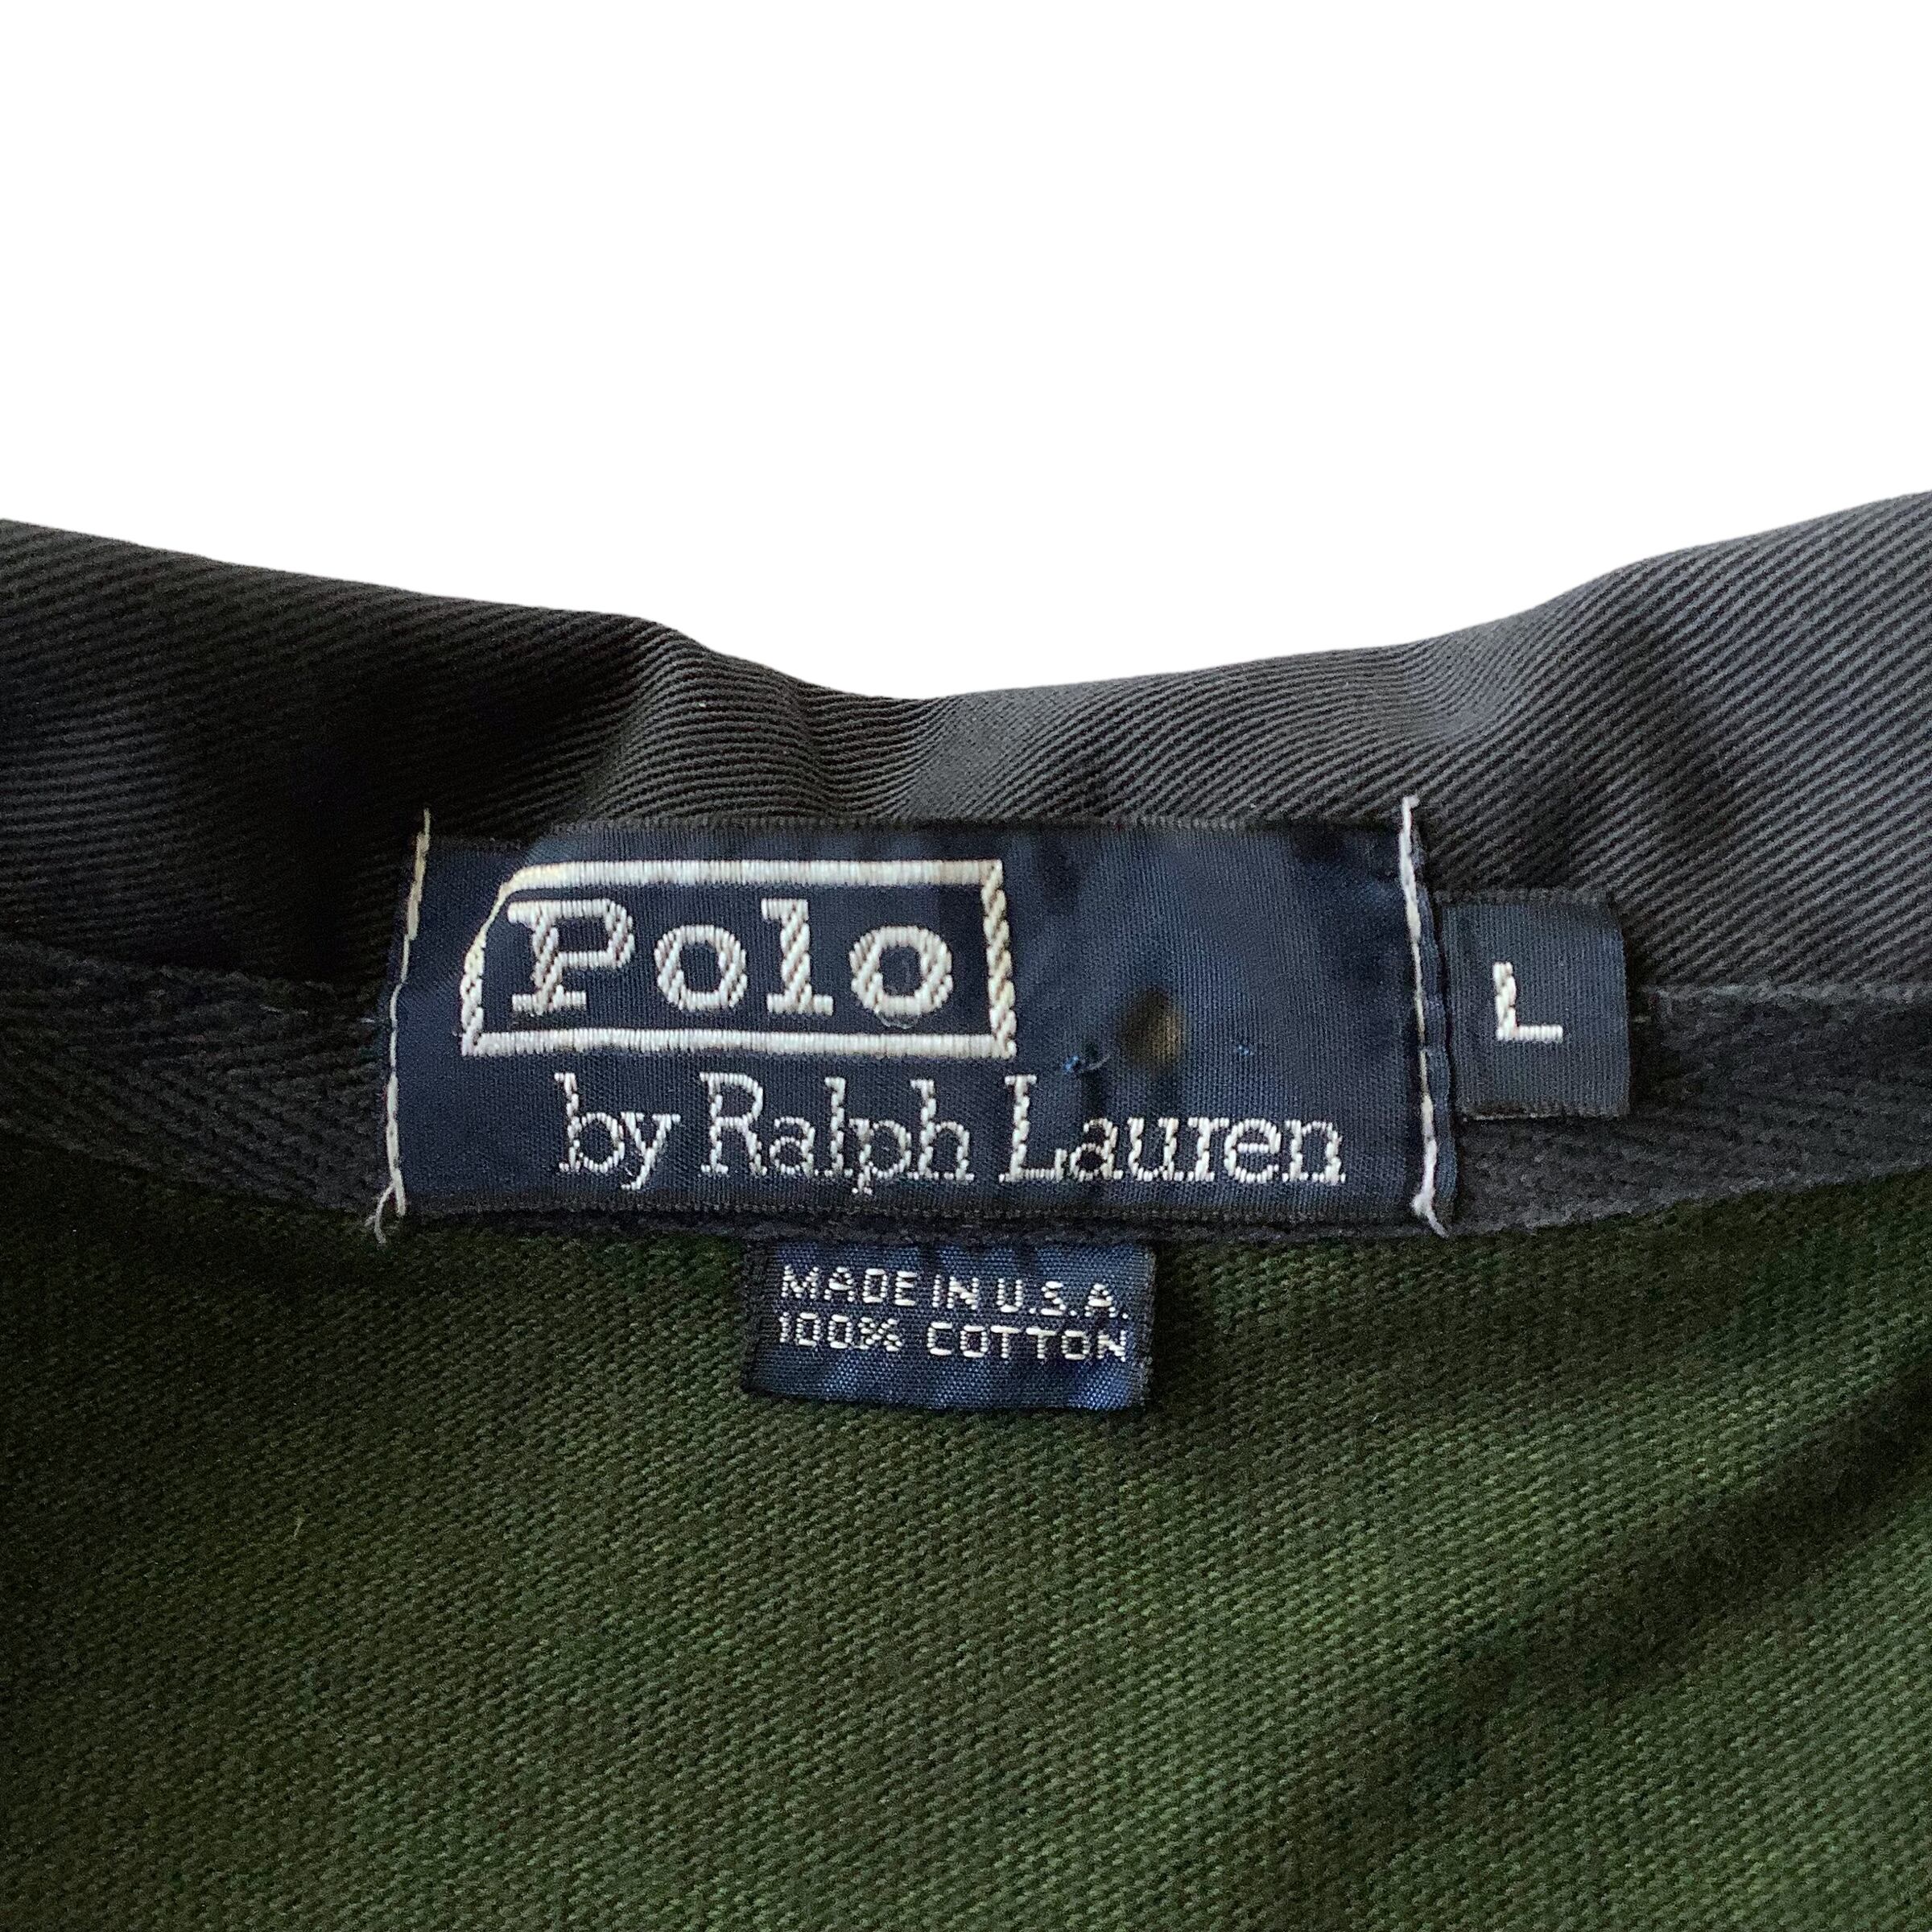 Polo
by Ralph Lauren
L
MADE IN U.S.A.
100% COTTON